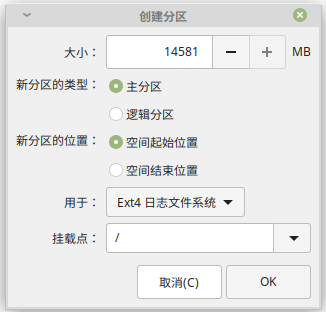 创建分区
大小： 14581 － ＋ MB
新分区的类型： 主分区
逻辑分区
新分区的位置： 空间起始位置
空间结束位置
用于： Ext4 日志文件系统
挂载点： /
取消(C) OK